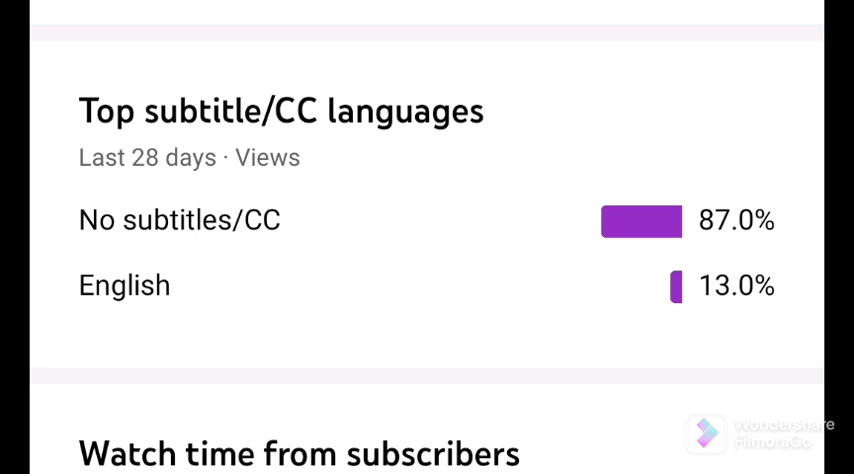 Top subtitle/CC languages
Last 28 days · Views
No subtitles/CC 87.0%
English 13.0%
Watch time from subscribers
Wondershare
FilmoraGo